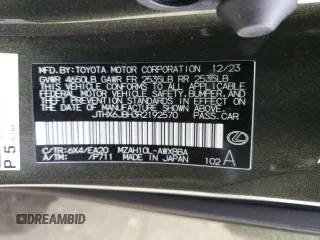 MFD. BY: TOYOTA MOTOR CORPORATION 12/23
GVWR 4650LB GAWR FR 2535LB RR 2535LB
THIS VEHICLE CONFORMS TO ALL APPLICABLE
FEDERAL MOTOR VEHICLE SAFETY,
BUMPER, AND THEFT PREVENTION STANDARDS
IN EFFECT ON THE DATE OF
MANUFACTURE SHOWN ABOVE.
JTHX6JBH3R2192570 PASS.CAR
C/TR:6X4/EA20 MZAH10L-AWXBBA
A/TM: /P711 MADE IN JAPAN 102 A
P5